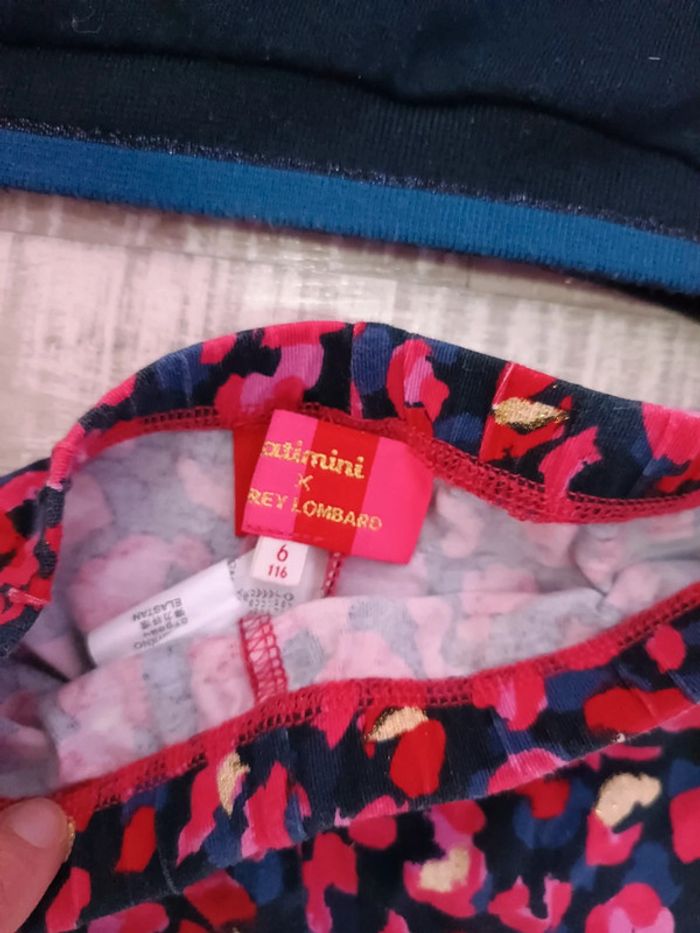 atimini
X
REY LOMBARD
6
116
ELASTAN